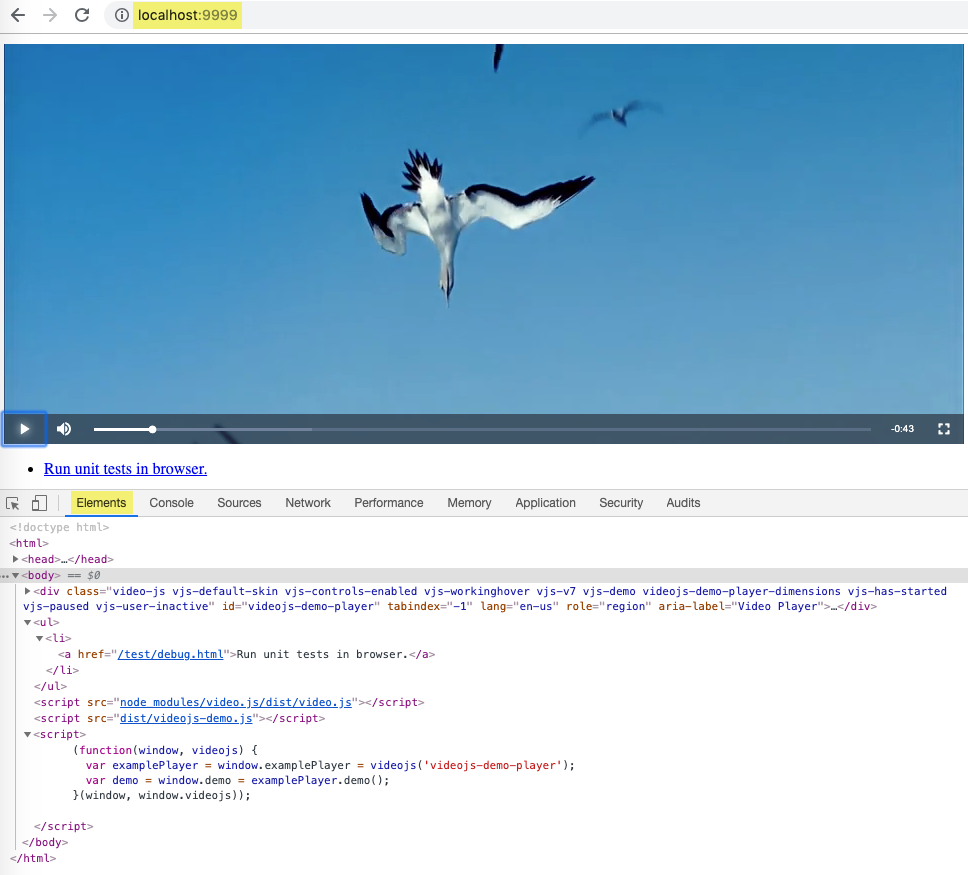 localhost:9999
-0:43
Run unit tests in browser.
Elements Console Sources Network Performance Memory Application Security Audits
<!doctype html>
<html>
<head>…</head>
<body> == $0
<div class="video-js vjs-default-skin vjs-controls-enabled vjs-workinghover vjs-v7 vjs-demo videojs-demo-player-dimensions vjs-has-started
vjs-paused vjs-user-inactive" id="videojs-demo-player" tabindex="-1" lang="en-us" role="region" aria-label="Video Player">…</div>
<ul>
<li>
<a href="/test/debug.html">Run unit tests in browser.</a>
</li>
</ul>
<script src="node_modules/video.js/dist/video.js"></script>
<script src="dist/videojs-demo.js"></script>
<script>
(function(window, videojs) {
var examplePlayer = window.examplePlayer = videojs('videojs-demo-player');
var demo = window.demo = examplePlayer.demo();
}(window, window.videojs));
</script>
</body>
</html>